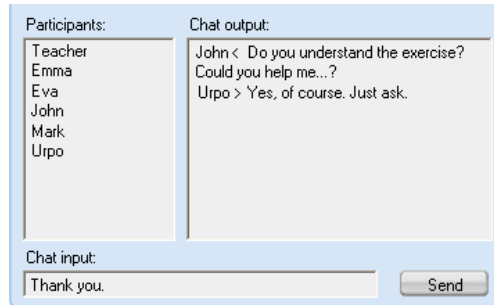 Participants:
Teacher
Emma
Eva
John
Mark
Urpo
Chat output:
John < Do you understand the exercise?
Could you help me...?
Urpo > Yes, of course. Just ask.
Chat input:
Thank you.
Send